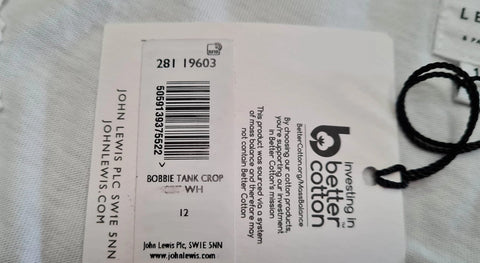 281 19603
5059139375522
BOBBIE TANK CROP
WH
12
John Lewis Plc, SW1E 5NN
www.johnlewis.com
JOHN LEWIS PLC SW1E 5NN
JOHNLEWIS.COM
investing in
better
cotton
BetterCotton.org/MassBalance
By choosing our cotton products,
you're supporting our investment
in Better Cotton's mission
This product was sourced via a system
of mass balance and therefore may
not contain Better Cotton
LE